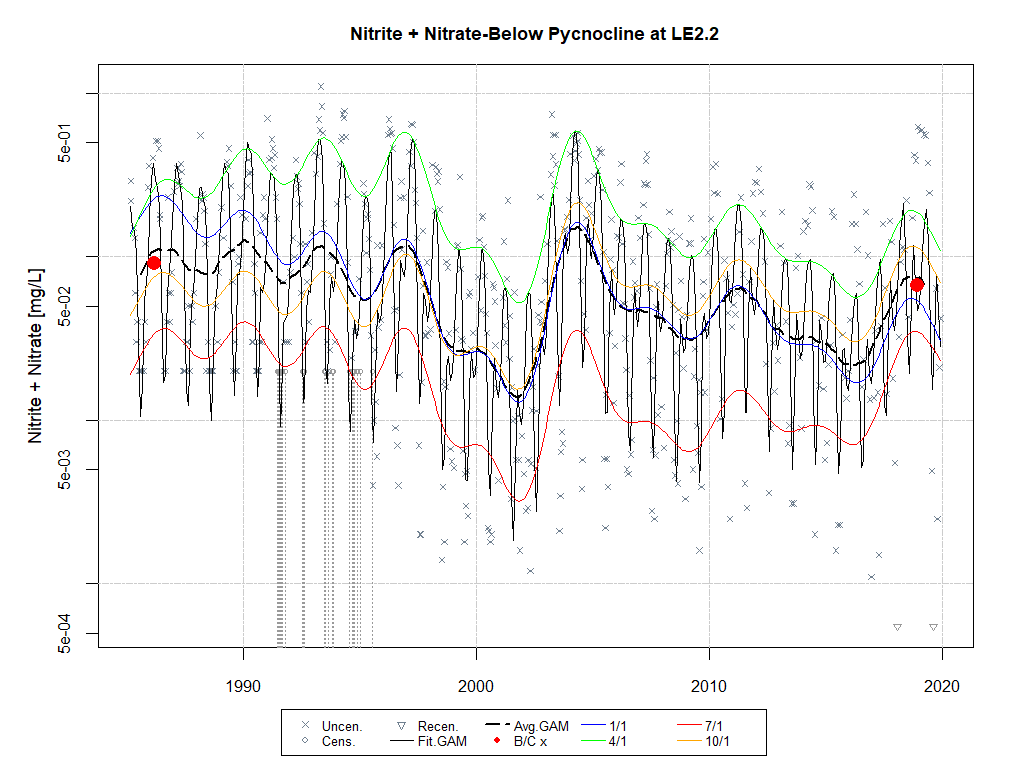 Nitrite + Nitrate-Below Pycnocline at LE2.2
Nitrite + Nitrate [mg/L]
5e-01
5e-02
5e-03
5e-04
1990 2000 2010 2020
Uncen. Recen. Avg.GAM 1/1 7/1
Cens. Fit.GAM B/C x 4/1 10/1